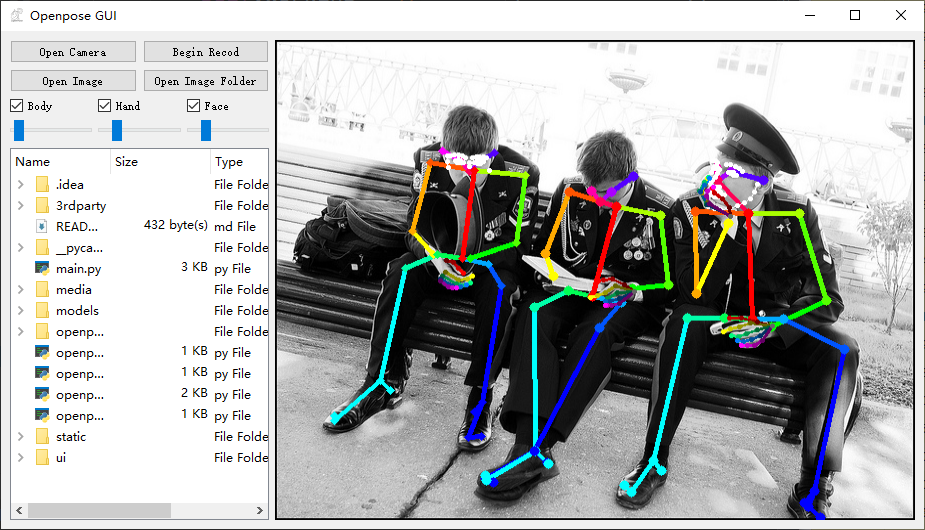 Openpose GUI
Open Camera Begin Recod
Open Image Open Image Folder
Body Hand Face
Name Size Type
.idea File Folde
3rdparty File Folde
READ... 432 byte(s) md File
__pyca... File Folde
main.py 3 KB py File
media File Folde
models File Folde
openp... File Folde
openp... 1 KB py File
openp... 1 KB py File
openp... 2 KB py File
openp... 1 KB py File
static File Folde
ui File Folde